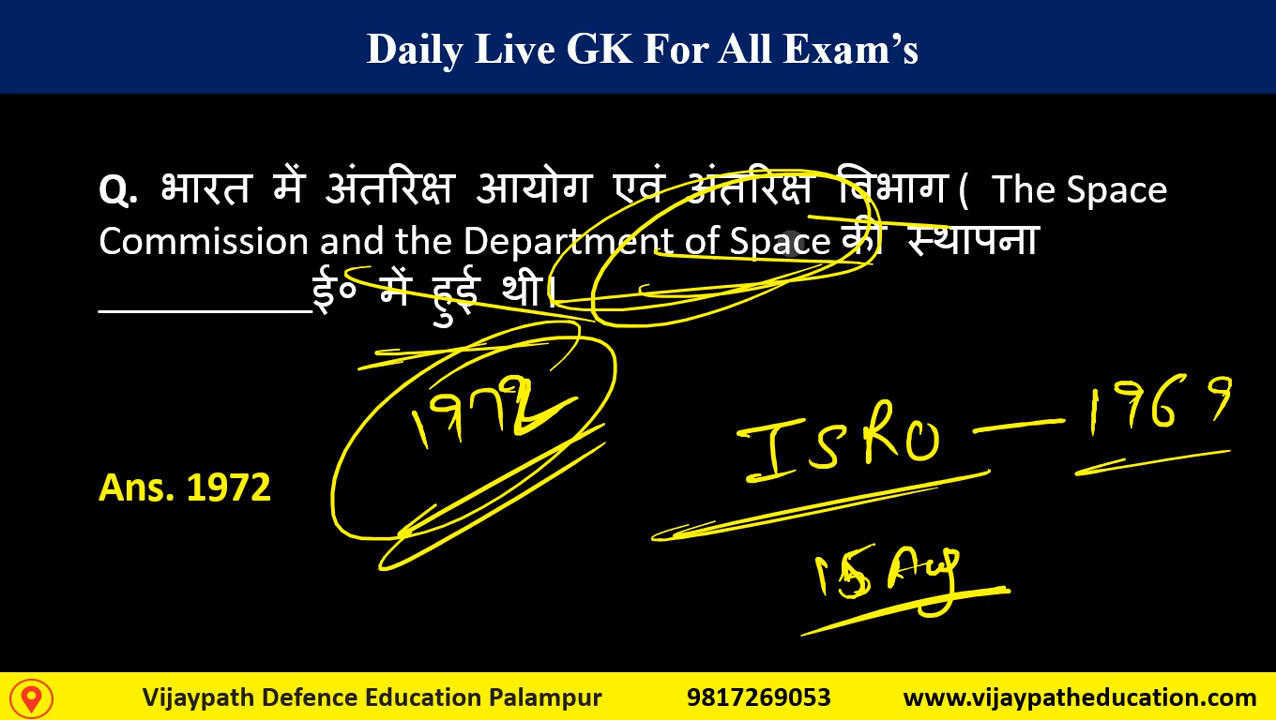 Daily Live GK For All Exam’s
Q. भारत में अंतरिक्ष आयोग एवं अंतरिक्ष विभाग ( The Space
Commission and the Department of Space की स्थापना
__________ई० में हुई थी।
1972
ISRO — 1969
Ans. 1972
15 Aug
Vijaypath Defence Education Palampur 9817269053 www.vijaypatheducation.com